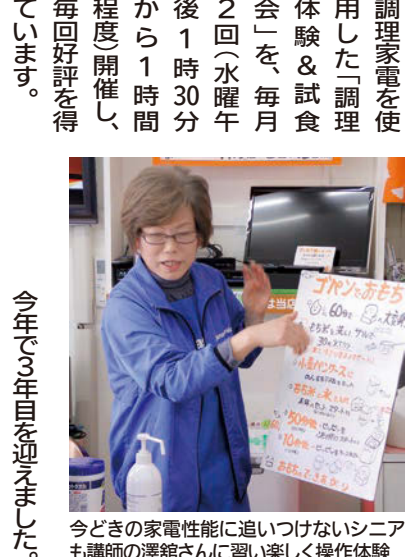 調理家電を使
用した「調理
体験&試食
会」を、毎月
2回(水曜午
後1時30分
から1時間
程度)開催し、
毎回好評を得
ています。
今年で3年目を迎えました。
ゴパンでおもち
今どきの家電性能に追いつけないシニア
も講師の澤舘さんに習い楽しく操作体験